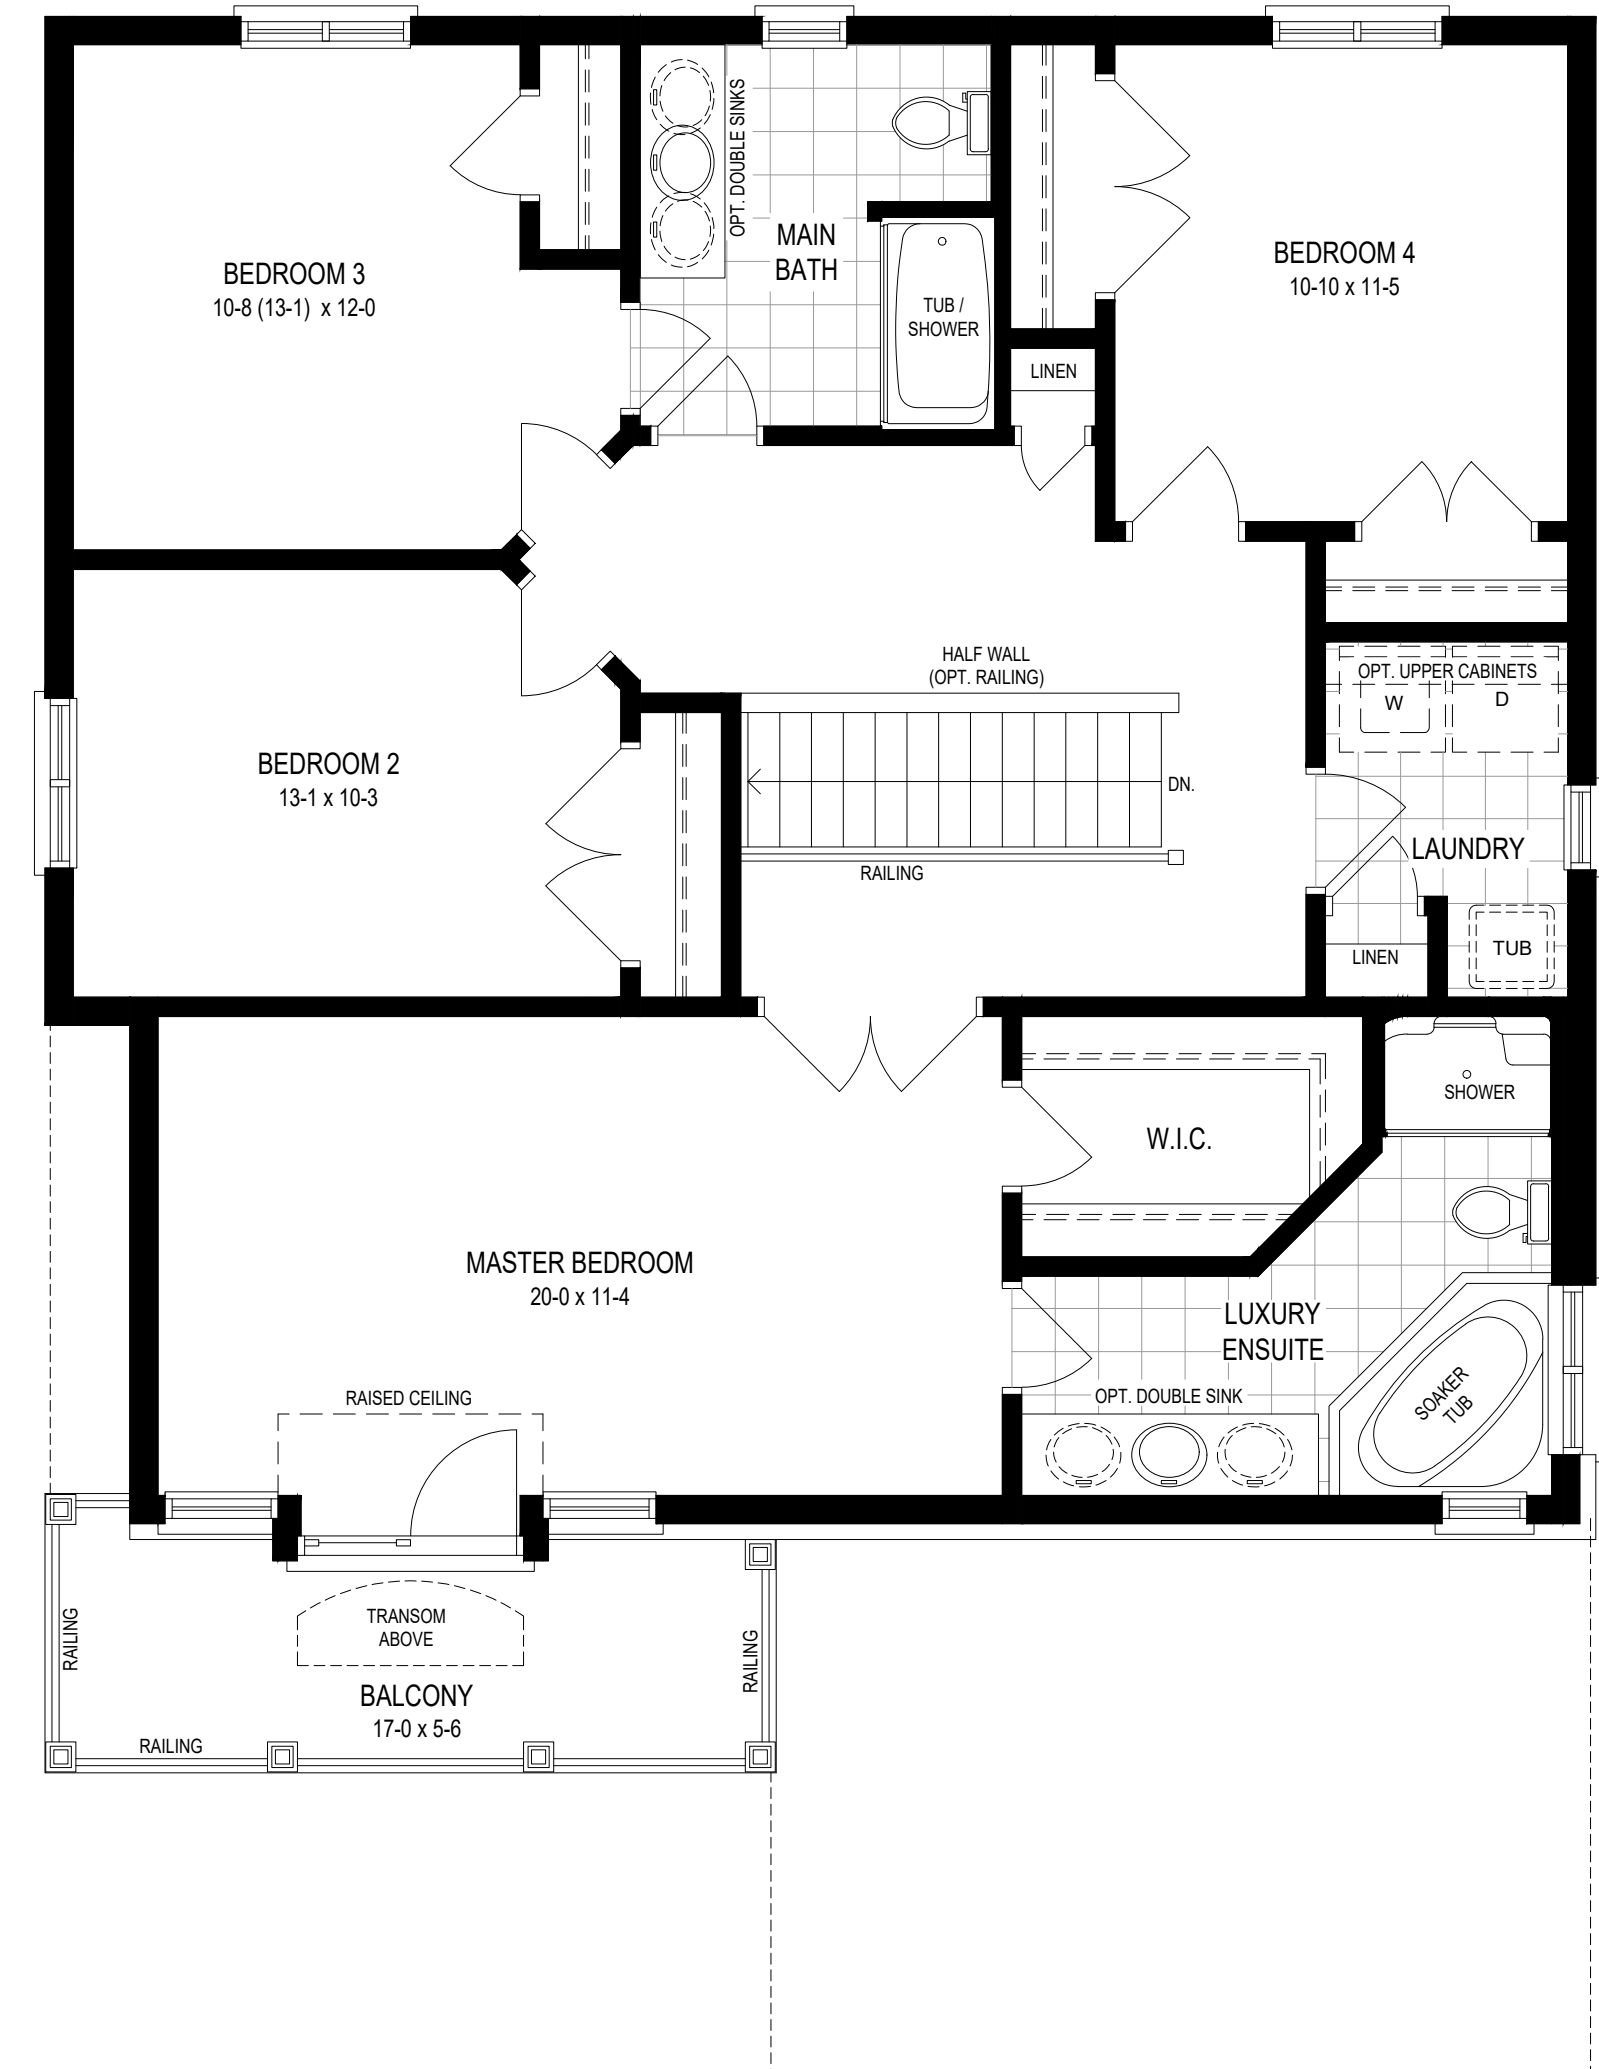 OPT. DOUBLE SINKS
MAIN
BATH
BEDROOM 3
10-8 (13-1) x 12-0
BEDROOM 4
10-10 x 11-5
TUB /
SHOWER
LINEN
HALF WALL
(OPT. RAILING)
OPT. UPPER CABINETS
W
D
BEDROOM 2
13-1 x 10-3
DN.
RAILING
LAUNDRY
TUB
LINEN
SHOWER
W.I.C.
MASTER BEDROOM
20-0 x 11-4
LUXURY
ENSUITE
RAISED CEILING
OPT. DOUBLE SINK
SOAKER
TUB
TRANSOM
ABOVE
RAILING
RAILING
BALCONY
17-0 x 5-6
RAILING